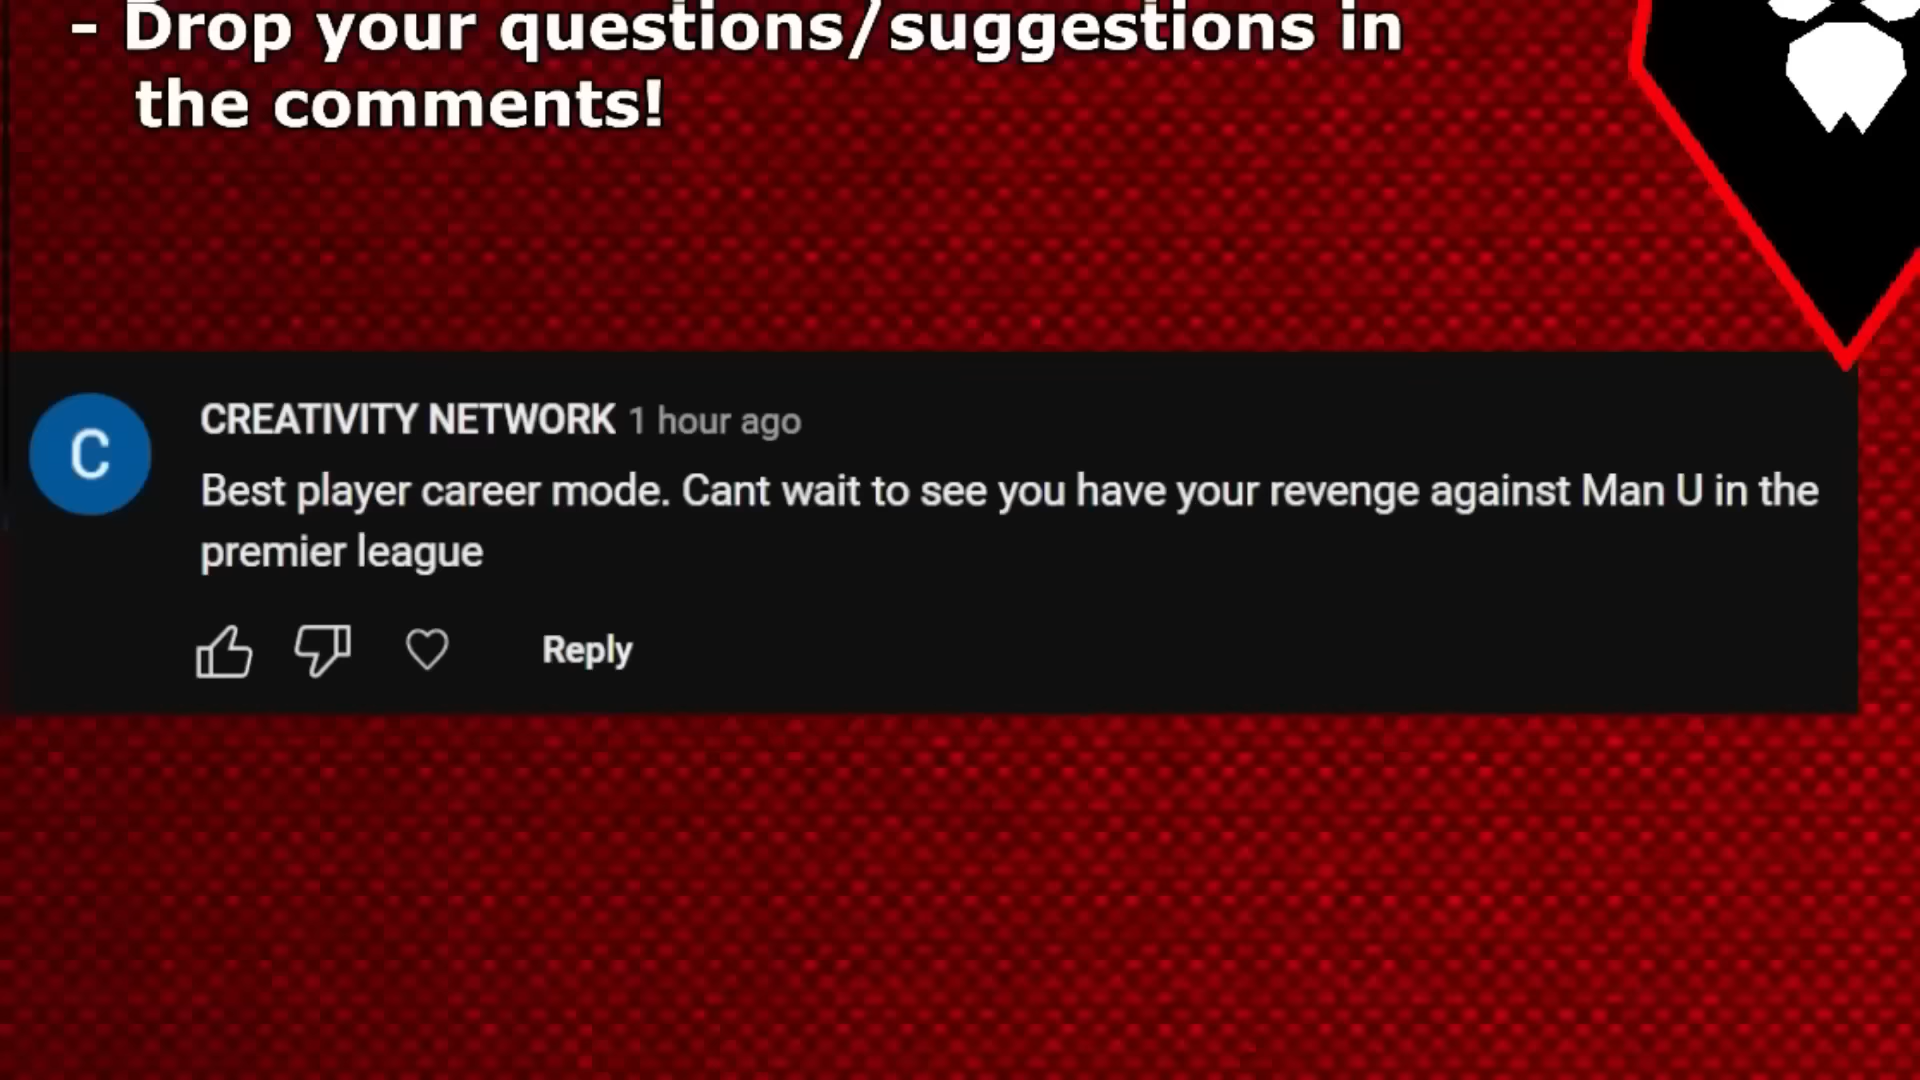 - Drop your questions/suggestions in
the comments!
C
CREATIVITY NETWORK 1 hour ago
Best player career mode. Cant wait to see you have your revenge against Man U in the
premier league
Reply